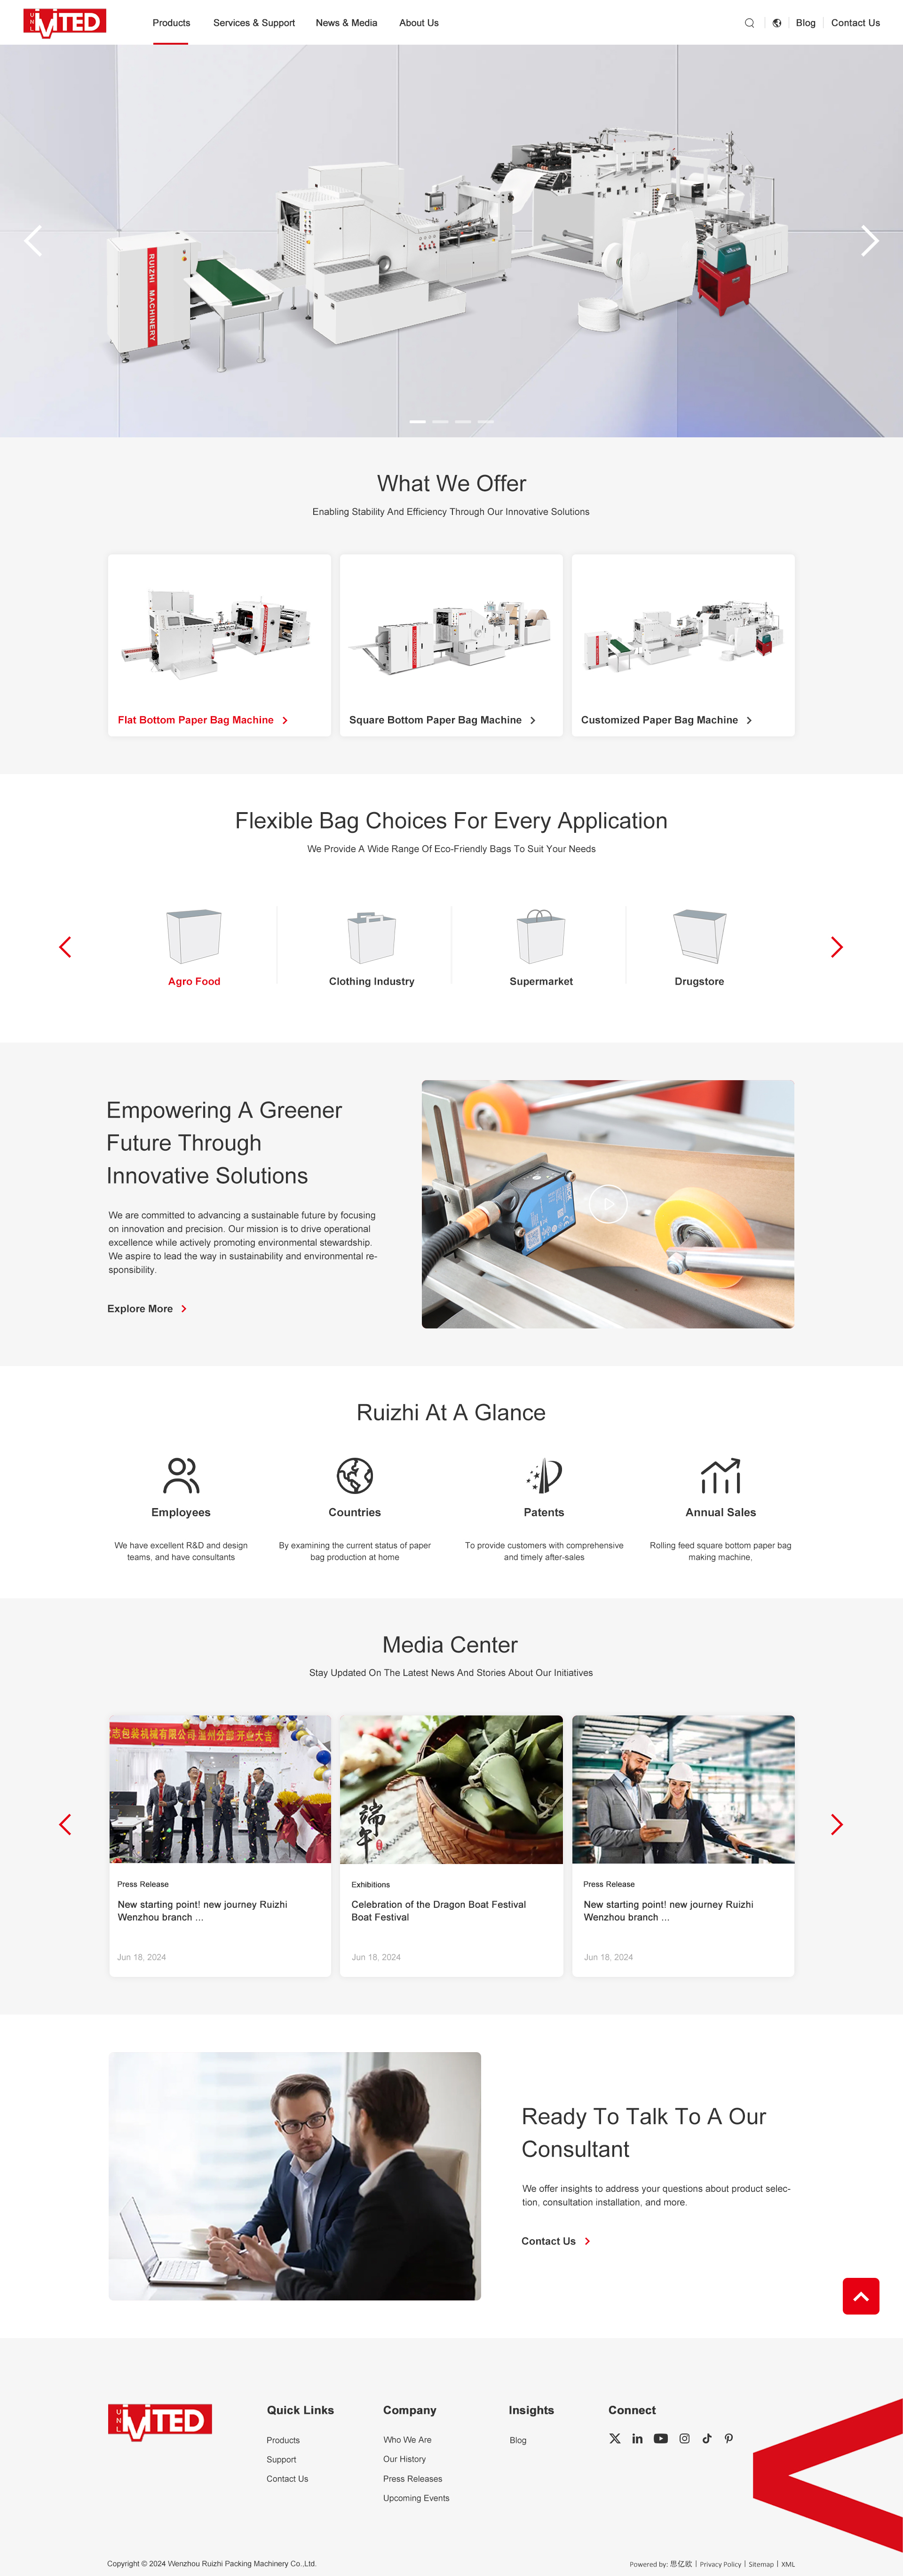 UNL
IMITED
Products
Services & Support
News & Media
About Us
Blog
Contact Us
RUIZHI MACHINERY
What We Offer
Enabling Stability And Efficiency Through Our Innovative Solutions
Flat Bottom Paper Bag Machine
Square Bottom Paper Bag Machine
Customized Paper Bag Machine
Flexible Bag Choices For Every Application
We Provide A Wide Range Of Eco-Friendly Bags To Suit Your Needs
Agro Food
Clothing Industry
Supermarket
Drugstore
Empowering A Greener
Future Through
Innovative Solutions
We are committed to advancing a sustainable future by focusing
on innovation and precision. Our mission is to drive operational
excellence while actively promoting environmental stewardship.
We aspire to lead the way in sustainability and environmental re-
sponsibility.
Explore More
Ruizhi At A Glance
Employees
We have excellent R&D and design
teams, and have consultants
Countries
By examining the current status of paper
bag production at home
Patents
To provide customers with comprehensive
and timely after-sales
Annual Sales
Rolling feed square bottom paper bag
making machine,
Media Center
Stay Updated On The Latest News And Stories About Our Initiatives
志包装机械有限公司温州分部开业大吉
Press Release
New starting point! new journey Ruizhi
Wenzhou branch ...
Jun 18, 2024
端午
Exhibitions
Celebration of the Dragon Boat Festival
Boat Festival
Jun 18, 2024
Press Release
New starting point! new journey Ruizhi
Wenzhou branch ...
Jun 18, 2024
Ready To Talk To A Our
Consultant
We offer insights to address your questions about product selec-
tion, consultation installation, and more.
Contact Us
UNL
IMITED
Quick Links
Products
Support
Contact Us
Company
Who We Are
Our History
Press Releases
Upcoming Events
Insights
Blog
Connect
Copyright © 2024 Wenzhou Ruizhi Packing Machinery Co.,Ltd.
Powered by: 思亿欧 | Privacy Policy | Sitemap | XML